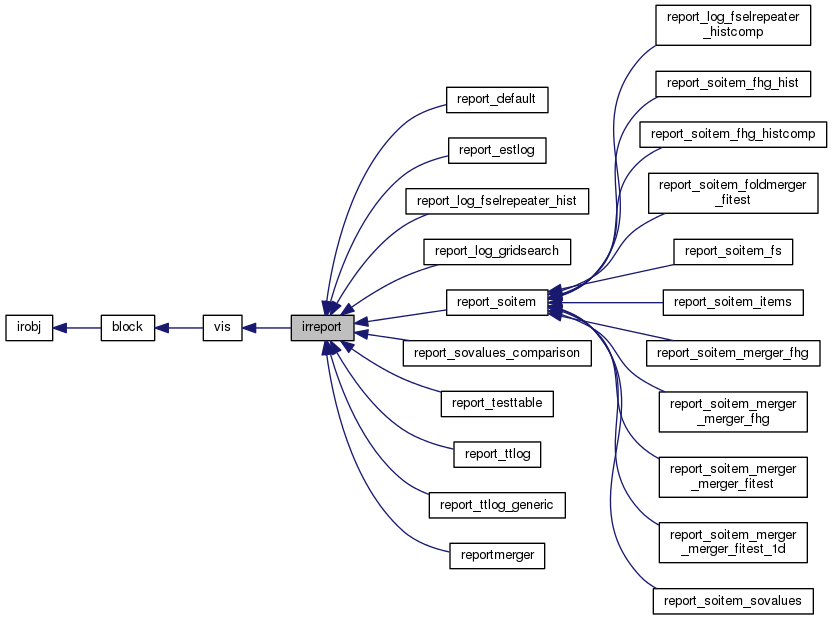 irobj
block
vis
irreport
report_default
report_estlog
report_log_fselrepeater_hist
report_log_gridsearch
report_soitem
report_sovalues_comparison
report_testtable
report_ttlog
report_ttlog_generic
reportmerger
report_log_fselrepeater
_histcomp
report_soitem_fhg_hist
report_soitem_fhg_histcomp
report_soitem_foldmerger
_fitest
report_soitem_fs
report_soitem_items
report_soitem_merger_fhg
report_soitem_merger
_merger_fhg
report_soitem_merger
_merger_fitest
report_soitem_merger
_merger_fitest_1d
report_soitem_sovalues